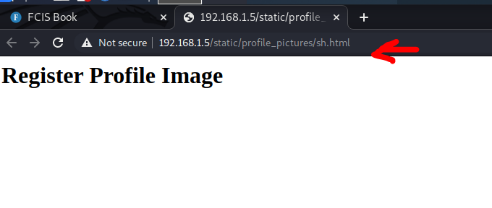 FCIS Book
192.168.1.5/static/profile_
Not secure
192.168.1.5/static/profile_pictures/sh.html
Register Profile Image